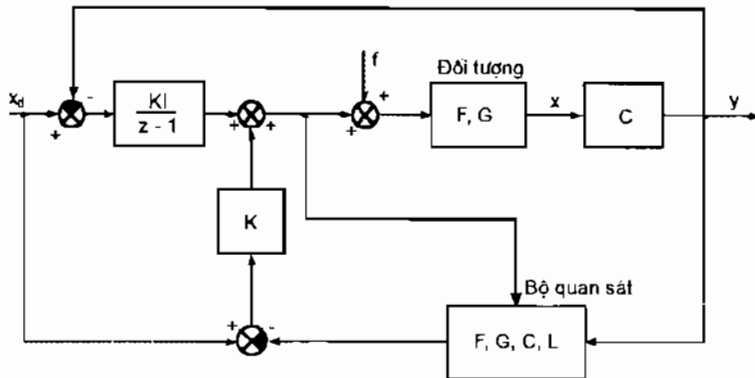 f
Đối tượng
x_d
-
+
KI
z - 1
+
+
+
+
F, G
x
C
y
K
Bộ quan sát
+
-
F, G, C, L